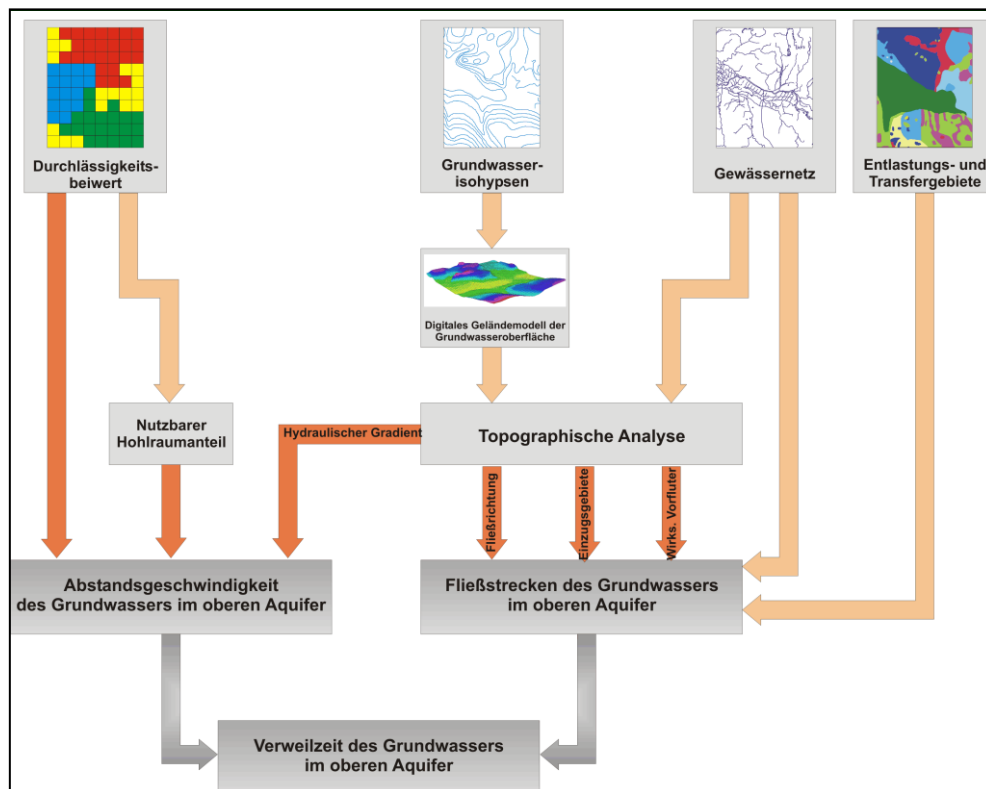 Durchlässigkeits-
beiwert
Grundwasser-
isohypsen
Gewässernetz
Entlastungs- und
Transfergebiete
Digitales Geländemodell der
Grundwasseroberfläche
Nutzbarer
Hohlraumanteil
Hydraulischer Gradient
Topographische Analyse
Fließrichtung
Einzugsgebiete
Wirks. Vorfluter
Abstandsgeschwindigkeit
des Grundwassers im oberen Aquifer
Fließstrecken des Grundwassers
im oberen Aquifer
Verweilzeit des Grundwassers
im oberen Aquifer